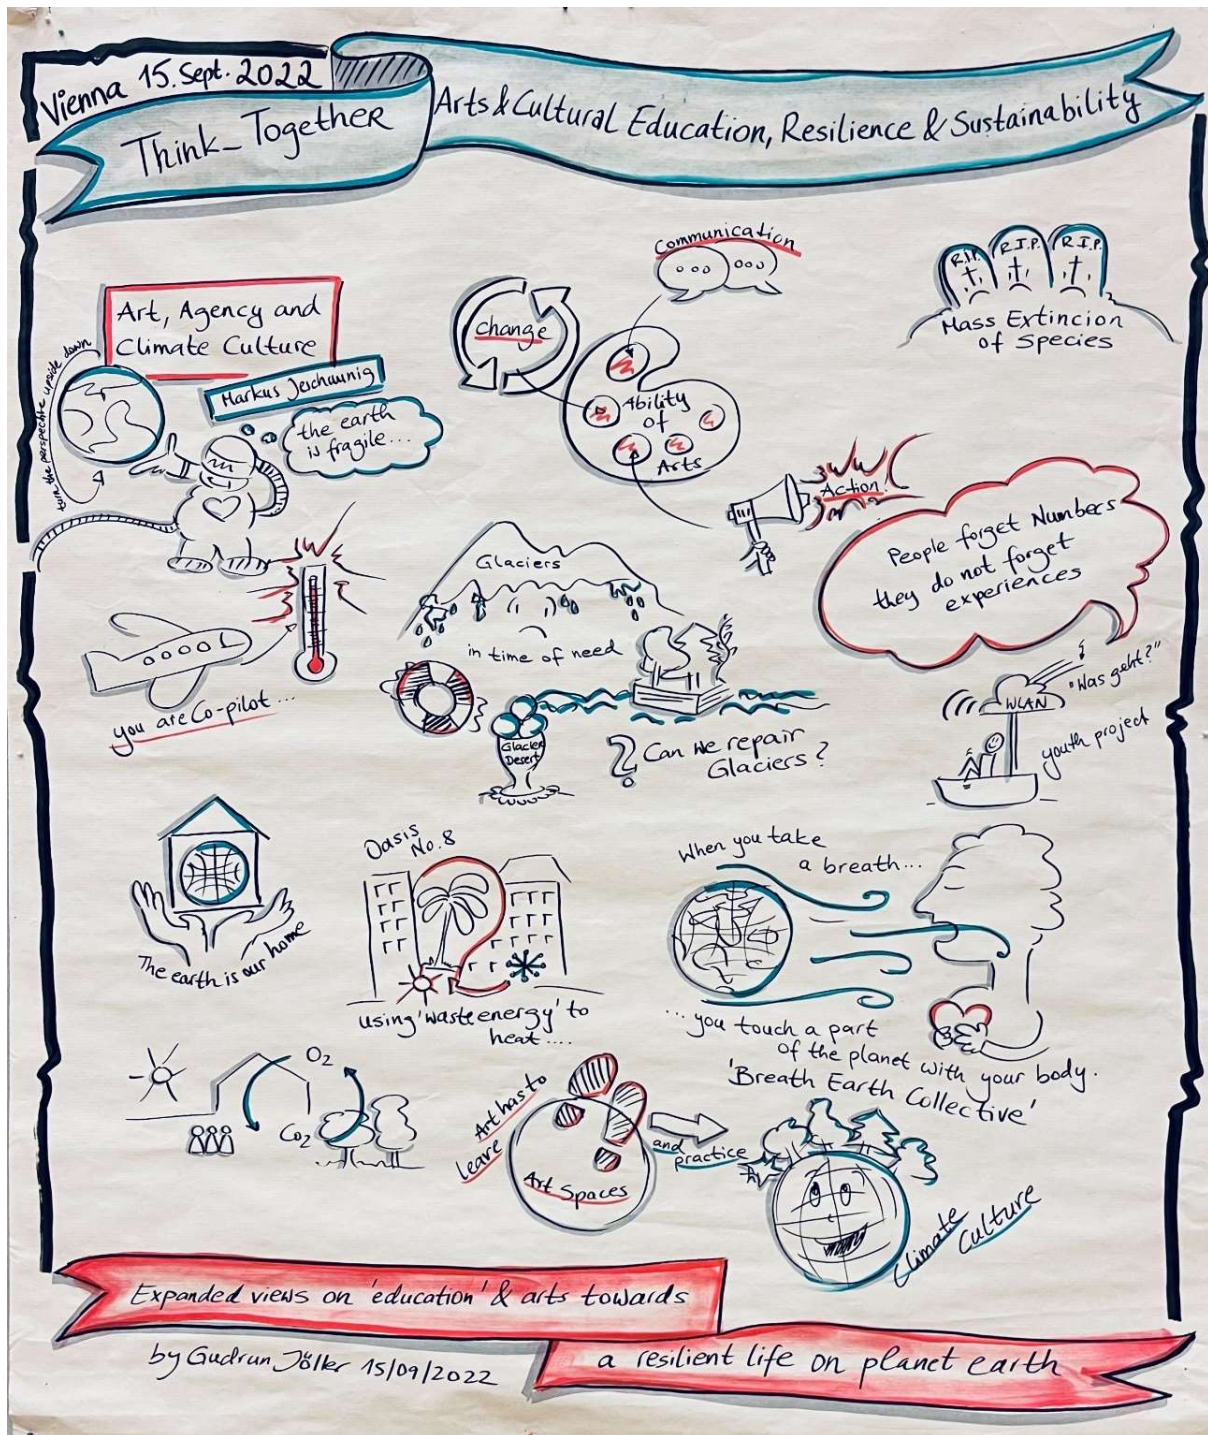 Vienna 15. Sept. 2022
Think_Together
Arts & Cultural Education, Resilience & Sustainability
Communication
R.I.P.
R.I.P.
R.I.P.
Mass Extincion
of Species
Art, Agency and
Climate Culture
Markus Jeschaunig
turn the perspective upside down
the earth
is fragile...
change
Ability
of
Arts
Action!
People forget Numbers
they do not forget
experiences
Glaciers
in time of need
you are Co-pilot...
Glacier
Desert
? Can we repair
Glaciers?
"Was geht?"
WLAN
youth project
The earth is our home
Oasis
No. 8
using 'waste energy' to
heat....
When you take
a breath...
...you touch a part
of the planet with your body.
'Breath Earth Collective'
O2
CO2
Art has to
leave
Art Spaces
and
practice
Climate
Culture
Expanded views on 'education' & arts towards
a resilient life on planet earth
by Gudrun Jöller 15/09/2022